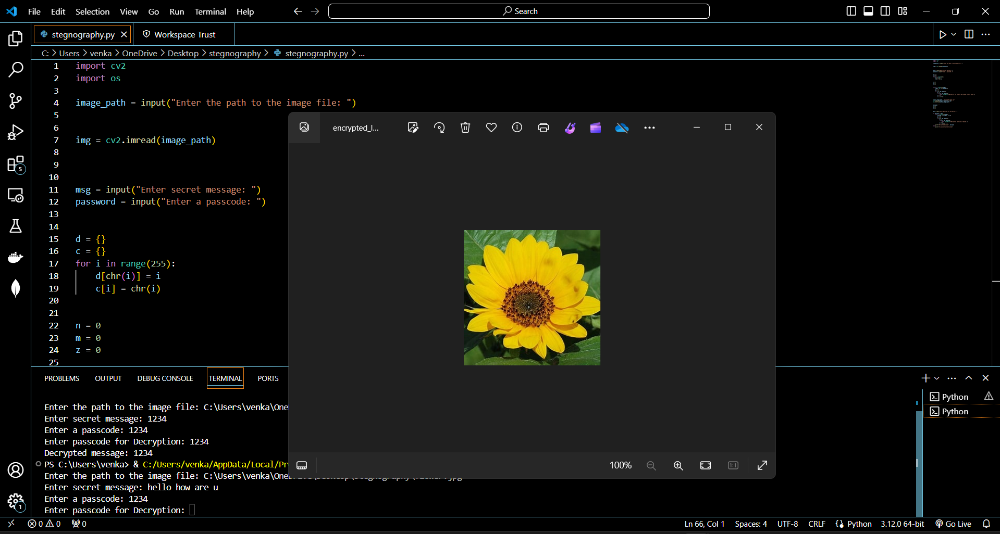 File Edit Selection View Go Run Terminal Help
Search
stegnography.py
Workspace Trust
C: > Users > venka > OneDrive > Desktop > stegnography > stegnography.py > ...
1 import cv2
2 import os
3
4 image_path = input("Enter the path to the image file: ")
5
6
7 img = cv2.imread(image_path)
8
9
10
11 msg = input("Enter secret message: ")
12 password = input("Enter a passcode: ")
13
14
15 d = {}
16 c = {}
17 for i in range(255):
18 d[chr(i)] = i
19 c[i] = chr(i)
20
21
22 n = 0
23 m = 0
24 z = 0
25
encrypted_I...
100%
1:1
5
1
PROBLEMS OUTPUT DEBUG CONSOLE TERMINAL PORTS
Python
Python
Enter the path to the image file: C:\Users\venka\One
Enter secret message: 1234
Enter a passcode: 1234
Enter passcode for Decryption: 1234
Decrypted message: 1234
PS C:\Users\venka> & C:/Users/venka/AppData/Local/Pr
Enter the path to the image file: C:\Users\venka\One
Enter secret message: hello how are u
Enter a passcode: 1234
Enter passcode for Decryption:
0 0 0
Ln 66, Col 1 Spaces: 4 UTF-8 CRLF Python 3.12.0 64-bit Go Live